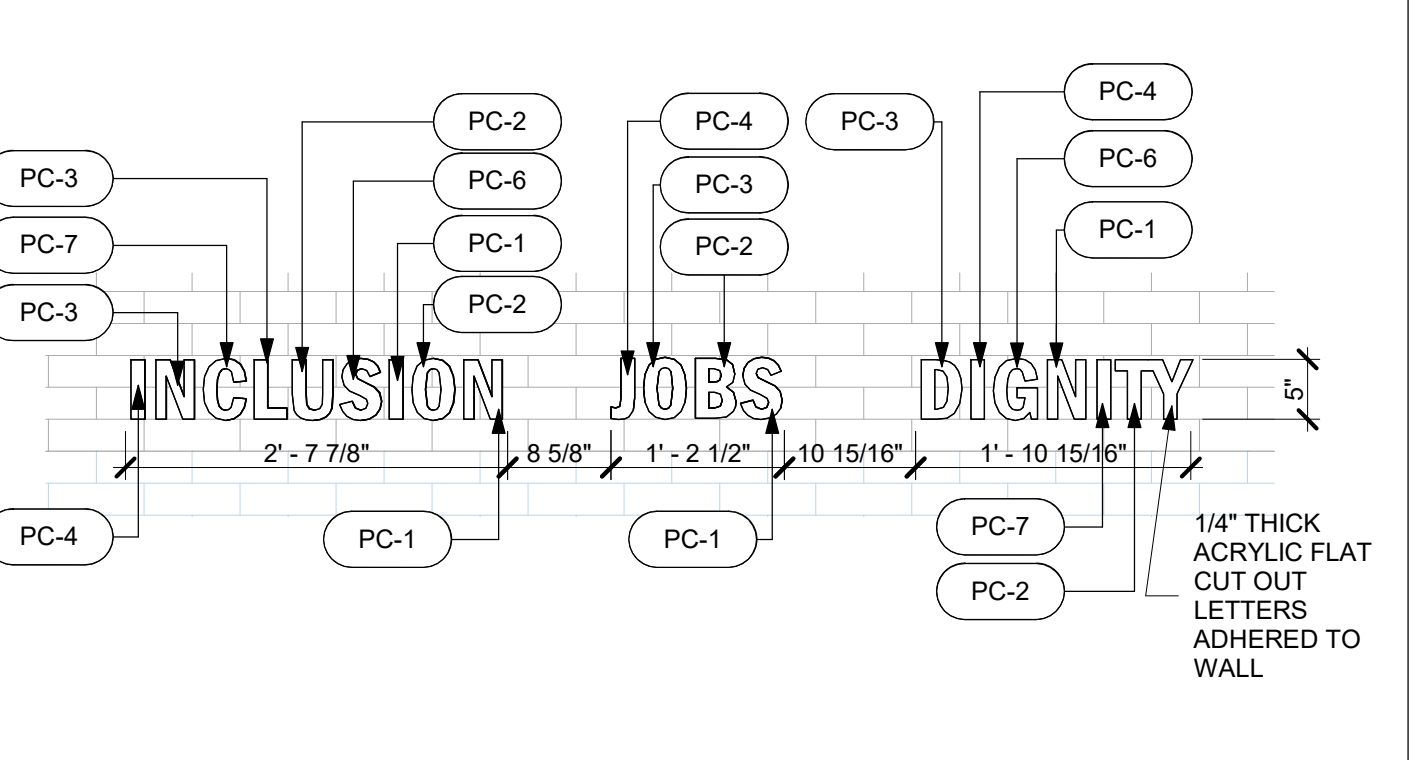 PC-4
PC-2
PC-4
PC-3
PC-6
PC-3
PC-6
PC-3
PC-1
PC-7
PC-1
PC-2
PC-2
PC-3
INCLUSION JOBS DIGNITY
5"
2' - 7 7/8" 8 5/8" 1' - 2 1/2" 10 15/16" 1' - 10 15/16"
PC-4
PC-1
PC-1
PC-7
PC-2
1/4" THICK
ACRYLIC FLAT
CUT OUT
LETTERS
ADHERED TO
WALL